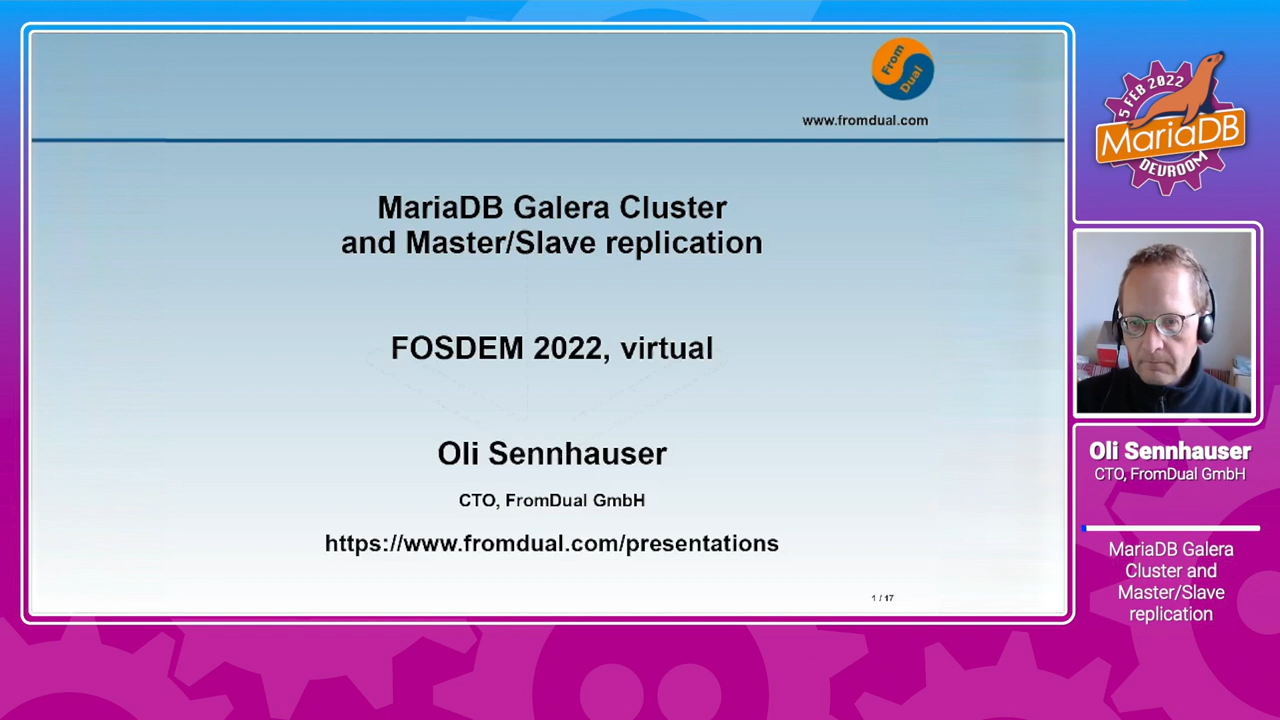 From
Dual
www.fromdual.com
MariaDB Galera Cluster
and Master/Slave replication
FOSDEM 2022, virtual
Oli Sennhauser
CTO, FromDual GmbH
https://www.fromdual.com/presentations
1 / 17
5 FEB 2022
MariaDB
DEVROOM
Oli Sennhauser
CTO, FromDual GmbH
MariaDB Galera
Cluster and
Master/Slave
replication